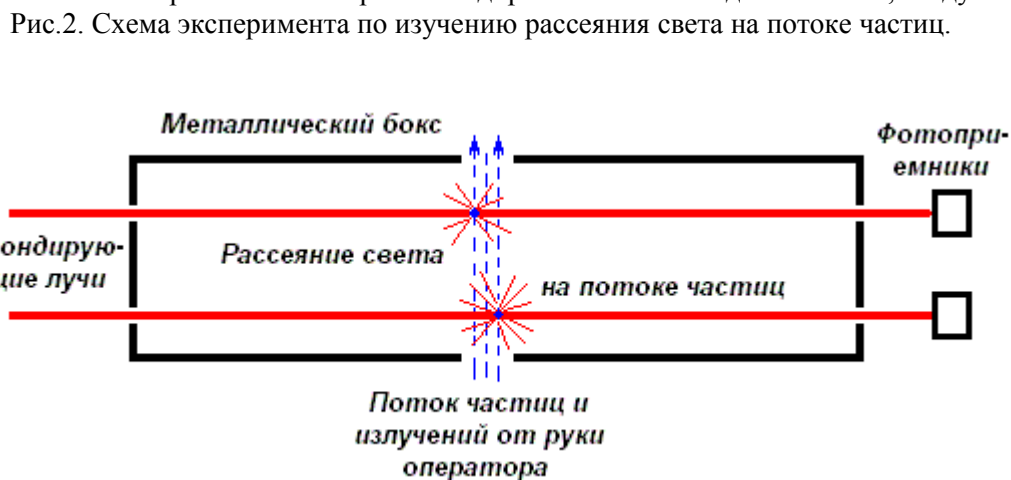 Рис.2. Схема эксперимента по изучению рассеяния света на потоке частиц.
Металлический бокс
Фотопри-
емники
ондирую-
ие лучи
Рассеяние света
на потоке частиц
Поток частиц и
излучений от руки
оператора